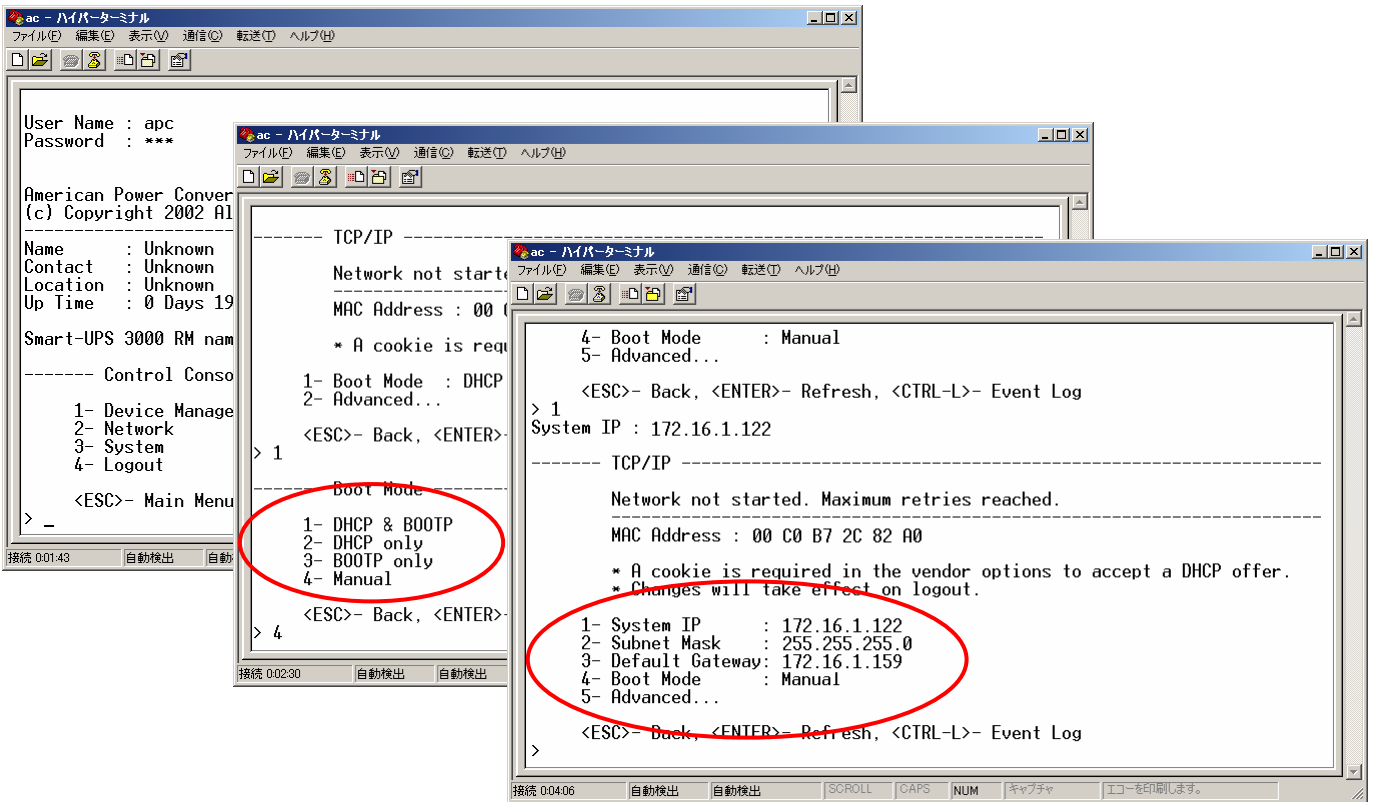 ac - ハイパーターミナル
ファイル(F) 編集(E) 表示(V) 通信(C) 転送(T) ヘルプ(H)
User Name : apc
Password : ***
American Power Conver
(c) Copyright 2002 Al
Name : Unknown
Contact : Unknown
Location : Unknown
Up Time : 0 Days 19
Smart-UPS 3000 RM nam
------- Control Conso
1- Device Manage
2- Network
3- System
4- Logout
<ESC>- Main Menu
> _
接続 0:01:43 自動検出 自動
ac - ハイパーターミナル
ファイル(F) 編集(E) 表示(V) 通信(C) 転送(T) ヘルプ(H)
------- TCP/IP ----------------------------------------------------------------
Network not starte
MAC Address : 00
* A cookie is requ
1- Boot Mode : DHCP
2- Advanced...
<ESC>- Back, <ENTER>-
> 1
------- Boot Mode
1- DHCP & BOOTP
2- DHCP only
3- BOOTP only
4- Manual
<ESC>- Back, <ENTER>-
> 4
接続 0:02:30 自動検出 自動検出
ac - ハイパーターミナル
ファイル(F) 編集(E) 表示(V) 通信(C) 転送(T) ヘルプ(H)
4- Boot Mode : Manual
5- Advanced...
<ESC>- Back, <ENTER>- Refresh, <CTRL-L>- Event Log
> 1
System IP : 172.16.1.122
------- TCP/IP ----------------------------------------------------------------
Network not started. Maximum retries reached.
MAC Address : 00 C0 B7 2C 82 A0
* A cookie is required in the vendor options to accept a DHCP offer.
* Changes will take effect on logout.
1- System IP : 172.16.1.122
2- Subnet Mask : 255.255.255.0
3- Default Gateway: 172.16.1.159
4- Boot Mode : Manual
5- Advanced...
<ESC>- Back, <ENTER>- Refresh, <CTRL-L>- Event Log
>
接続 0:04:06 自動検出 自動検出 SCROLL CAPS NUM キャプチャ エコーを印刷します。